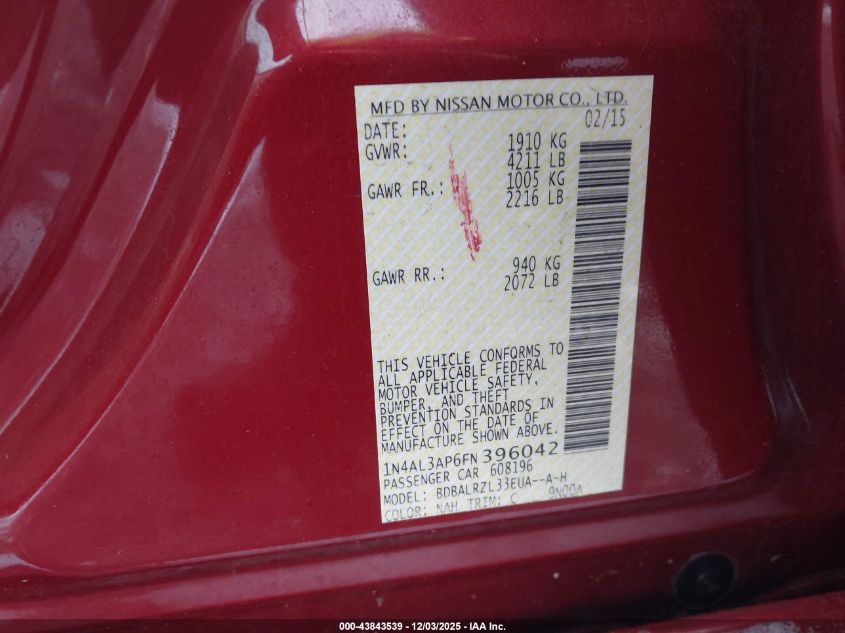 MFD BY NISSAN MOTOR CO., LTD.
DATE: 02/15
GVWR: 1910 KG
4211 LB
GAWR FR.: 1005 KG
2216 LB
GAWR RR.: 940 KG
2072 LB
THIS VEHICLE CONFORMS TO
ALL APPLICABLE FEDERAL
MOTOR VEHICLE SAFETY,
BUMPER, AND THEFT
PREVENTION STANDARDS IN
EFFECT ON THE DATE OF
MANUFACTURE SHOWN ABOVE.
1N4AL3AP6FN396042
PASSENGER CAR 608196
MODEL: BDBALRZL33EUA--A-H
COLOR: NAH TRIM: C 9N00A
000-43843539 • 12/03/2025 • IAA Inc.